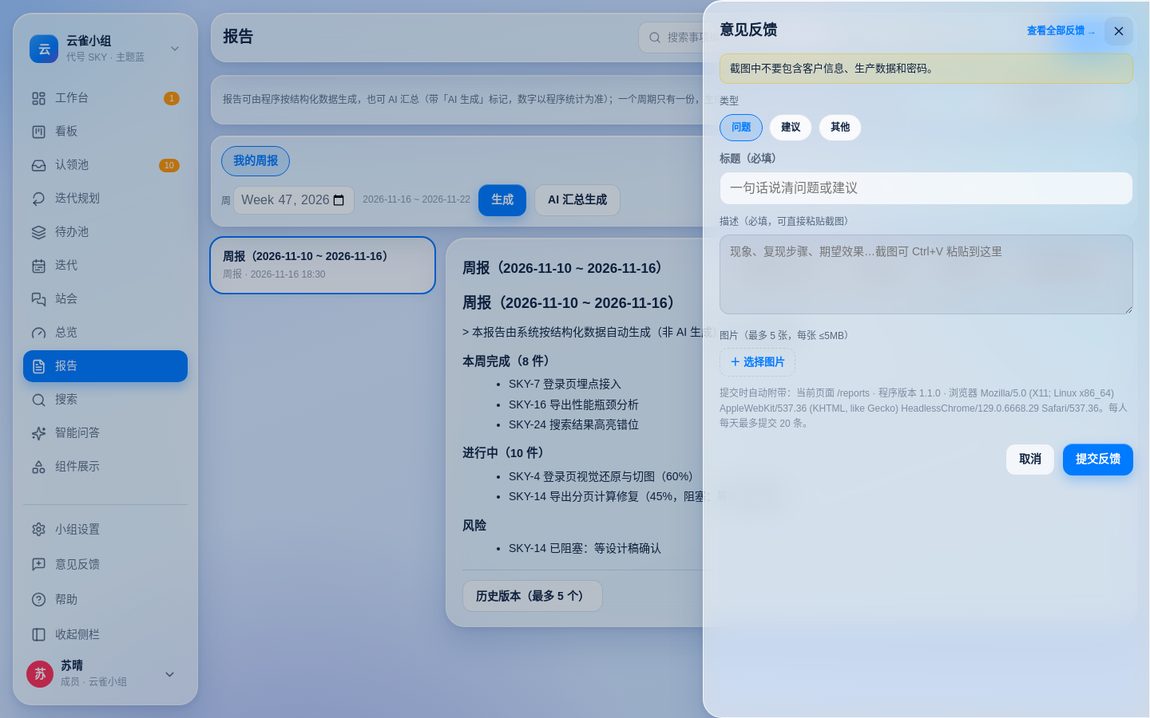 云
云雀小组
代号 SKY · 主题蓝
工作台
1
看板
认领池
10
迭代规划
待办池
迭代
站会
总览
报告
搜索
智能问答
组件展示
小组设置
意见反馈
帮助
收起侧栏
苏
苏晴
成员 · 云雀小组
报告
搜索事
报告可由程序按结构化数据生成，也可 AI 汇总（带「AI 生成」标记，数字以程序统计为准）；一个周期只有一份，
我的周报
周
Week 47, 2026
2026-11-16 ~ 2026-11-22
生成
AI 汇总生成
周报（2026-11-10 ~ 2026-11-16）
周报 · 2026-11-16 18:30
周报（2026-11-10 ~ 2026-11-16）
周报（2026-11-10 ~ 2026-11-16）
> 本报告由系统按结构化数据自动生成（非 AI 生成）
本周完成（8 件）
• SKY-7 登录页埋点接入
• SKY-16 导出性能瓶颈分析
• SKY-24 搜索结果高亮错位
进行中（10 件）
• SKY-4 登录页视觉还原与切图（60%）
• SKY-14 导出分页计算修复（45%，阻塞
风险
• SKY-14 已阻塞：等设计稿确认
历史版本（最多 5 个）
意见反馈
查看全部反馈 →
截图中不要包含客户信息、生产数据和密码。
类型
问题
建议
其他
标题（必填）
一句话说清问题或建议
描述（必填，可直接粘贴截图）
现象、复现步骤、期望效果…截图可 Ctrl+V 粘贴到这里
图片（最多 5 张，每张 ≤5MB）
+ 选择图片
提交时自动附带：当前页面 /reports · 程序版本 1.1.0 · 浏览器 Mozilla/5.0 (X11; Linux x86_64)
AppleWebKit/537.36 (KHTML, like Gecko) HeadlessChrome/129.0.6668.29 Safari/537.36。每人
每天最多提交 20 条。
取消
提交反馈